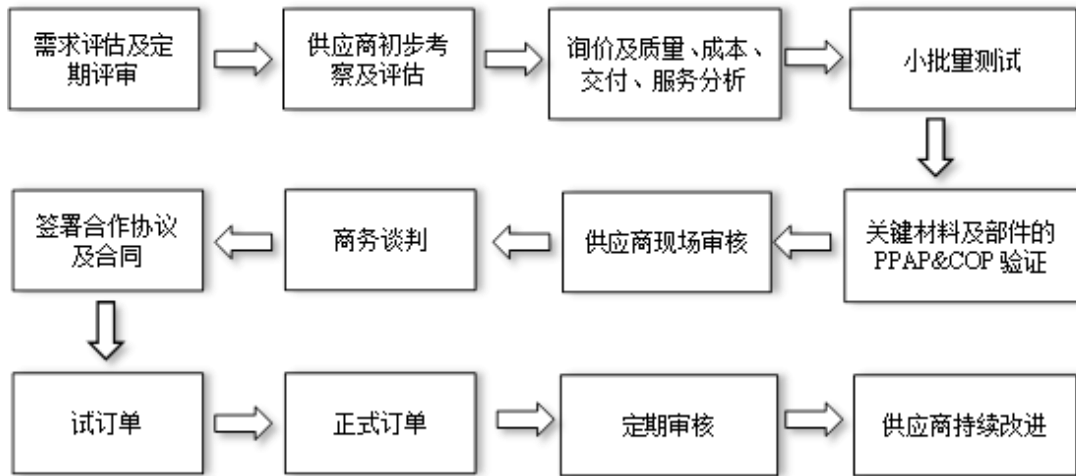 需求评估及定
期评审
供应商初步考
察及评估
询价及质量、成本、
交付、服务分析
小批量测试
签署合作协议
及合同
商务谈判
供应商现场审核
关键材料及部件的
PPAP&COP 验证
试订单
正式订单
定期审核
供应商持续改进